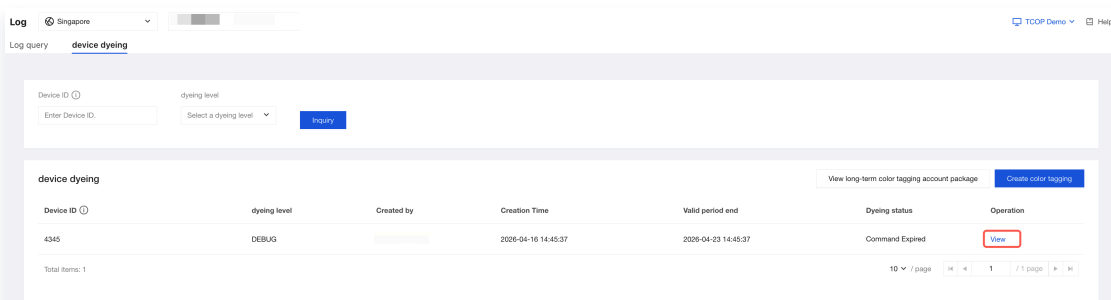 Log Singapore TCOP Demo Help
Log query device dyeing
Device ID dyeing level
Enter Device ID. Select a dyeing level Inquiry
device dyeing View long-term color tagging account package Create color tagging
Device ID dyeing level Created by Creation Time Valid period end Dyeing status Operation
4345 DEBUG 2026-04-16 14:45:37 2026-04-23 14:45:37 Command Expired View
Total items: 1 10 / page 1 / 1 page